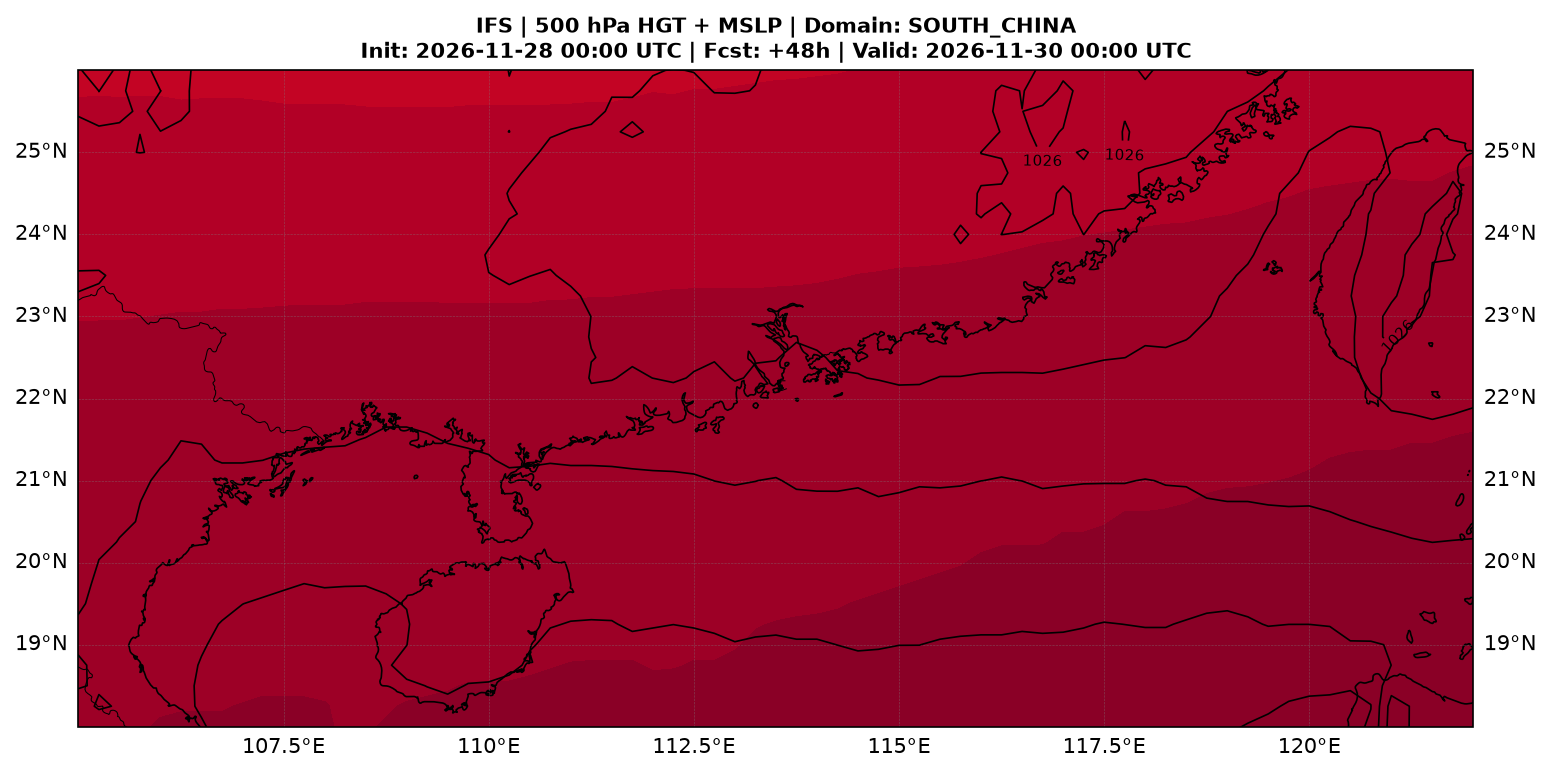 IFS | 500 hPa HGT + MSLP | Domain: SOUTH_CHINA
Init: 2026-11-28 00:00 UTC | Fcst: +48h | Valid: 2026-11-30 00:00 UTC
25°N
1026
1026
25°N
24°N
24°N
23°N
1026
23°N
22°N
22°N
21°N
21°N
20°N
20°N
19°N
19°N
107.5°E
110°E
112.5°E
115°E
117.5°E
120°E